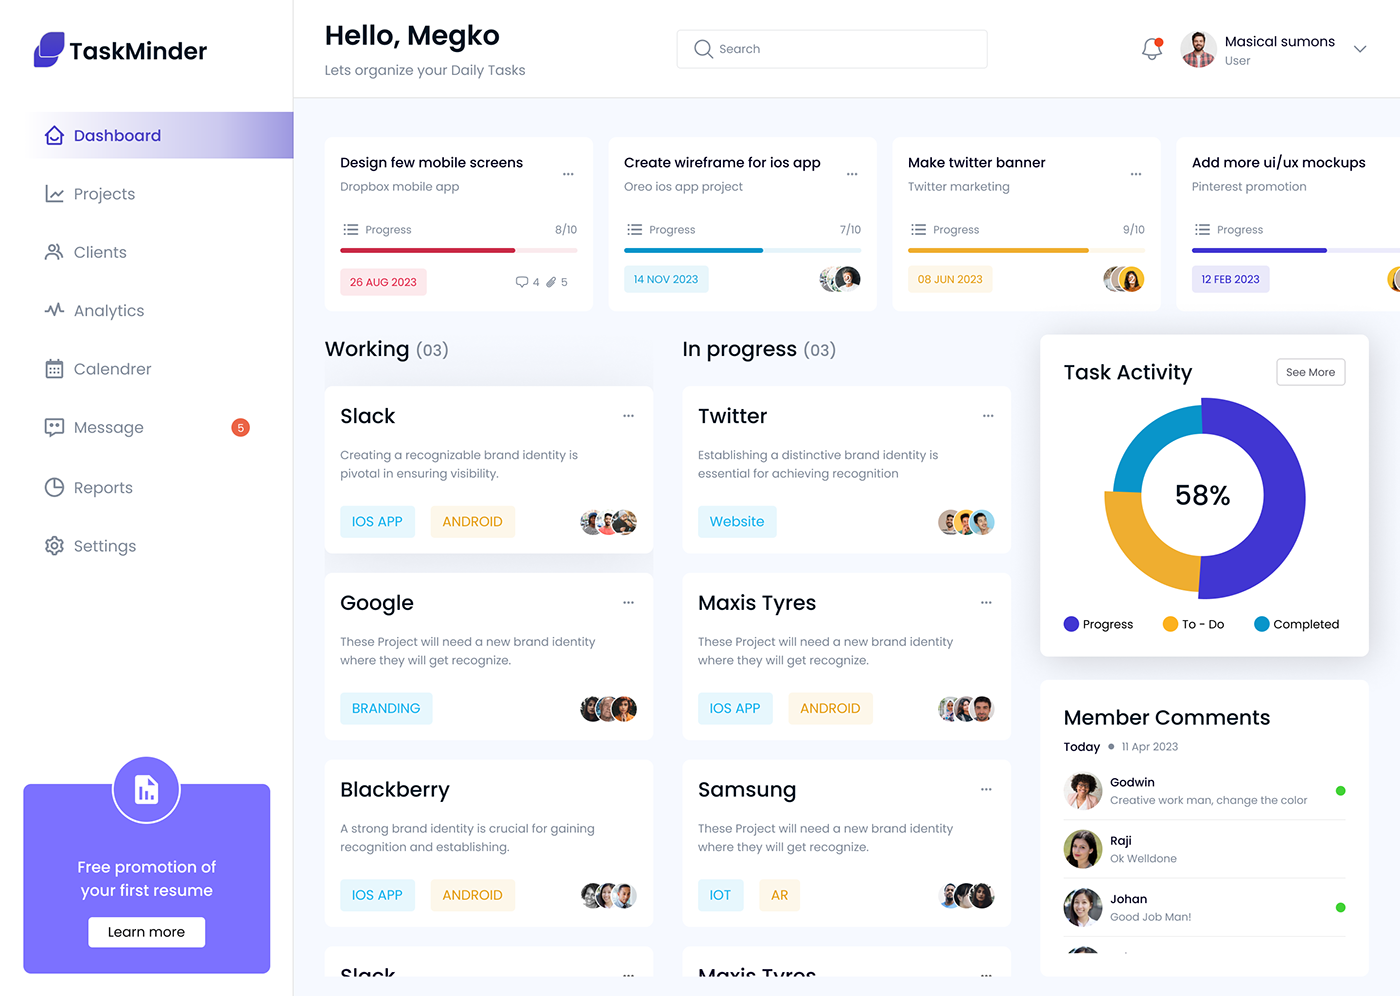 TaskMinder
Dashboard
Projects
Clients
Analytics
Calendrer
Message
5
Reports
Settings
Free promotion of
your first resume
Learn more
Hello, Megko
Lets organize your Daily Tasks
Search
Masical sumons
User
Design few mobile screens
Dropbox mobile app
Progress
8/10
26 AUG 2023
4
5
Create wireframe for ios app
Oreo ios app project
Progress
7/10
14 NOV 2023
Make twitter banner
Twitter marketing
Progress
9/10
08 JUN 2023
Add more ui/ux mockups
Pinterest promotion
Progress
12 FEB 2023
Working (03)
Slack
Creating a recognizable brand identity is
pivotal in ensuring visibility.
IOS APP
ANDROID
Google
These Project will need a new brand identity
where they will get recognize.
BRANDING
Blackberry
A strong brand identity is crucial for gaining
recognition and establishing.
IOS APP
ANDROID
Slack
In progress (03)
Twitter
Establishing a distinctive brand identity is
essential for achieving recognition
Website
Maxis Tyres
These Project will need a new brand identity
where they will get recognize.
IOS APP
ANDROID
Samsung
These Project will need a new brand identity
where they will get recognize.
IOT
AR
Maxis Tyres
Task Activity
See More
58%
Progress
To - Do
Completed
Member Comments
Today
11 Apr 2023
Godwin
Creative work man, change the color
Raji
Ok Welldone
Johan
Good Job Man!